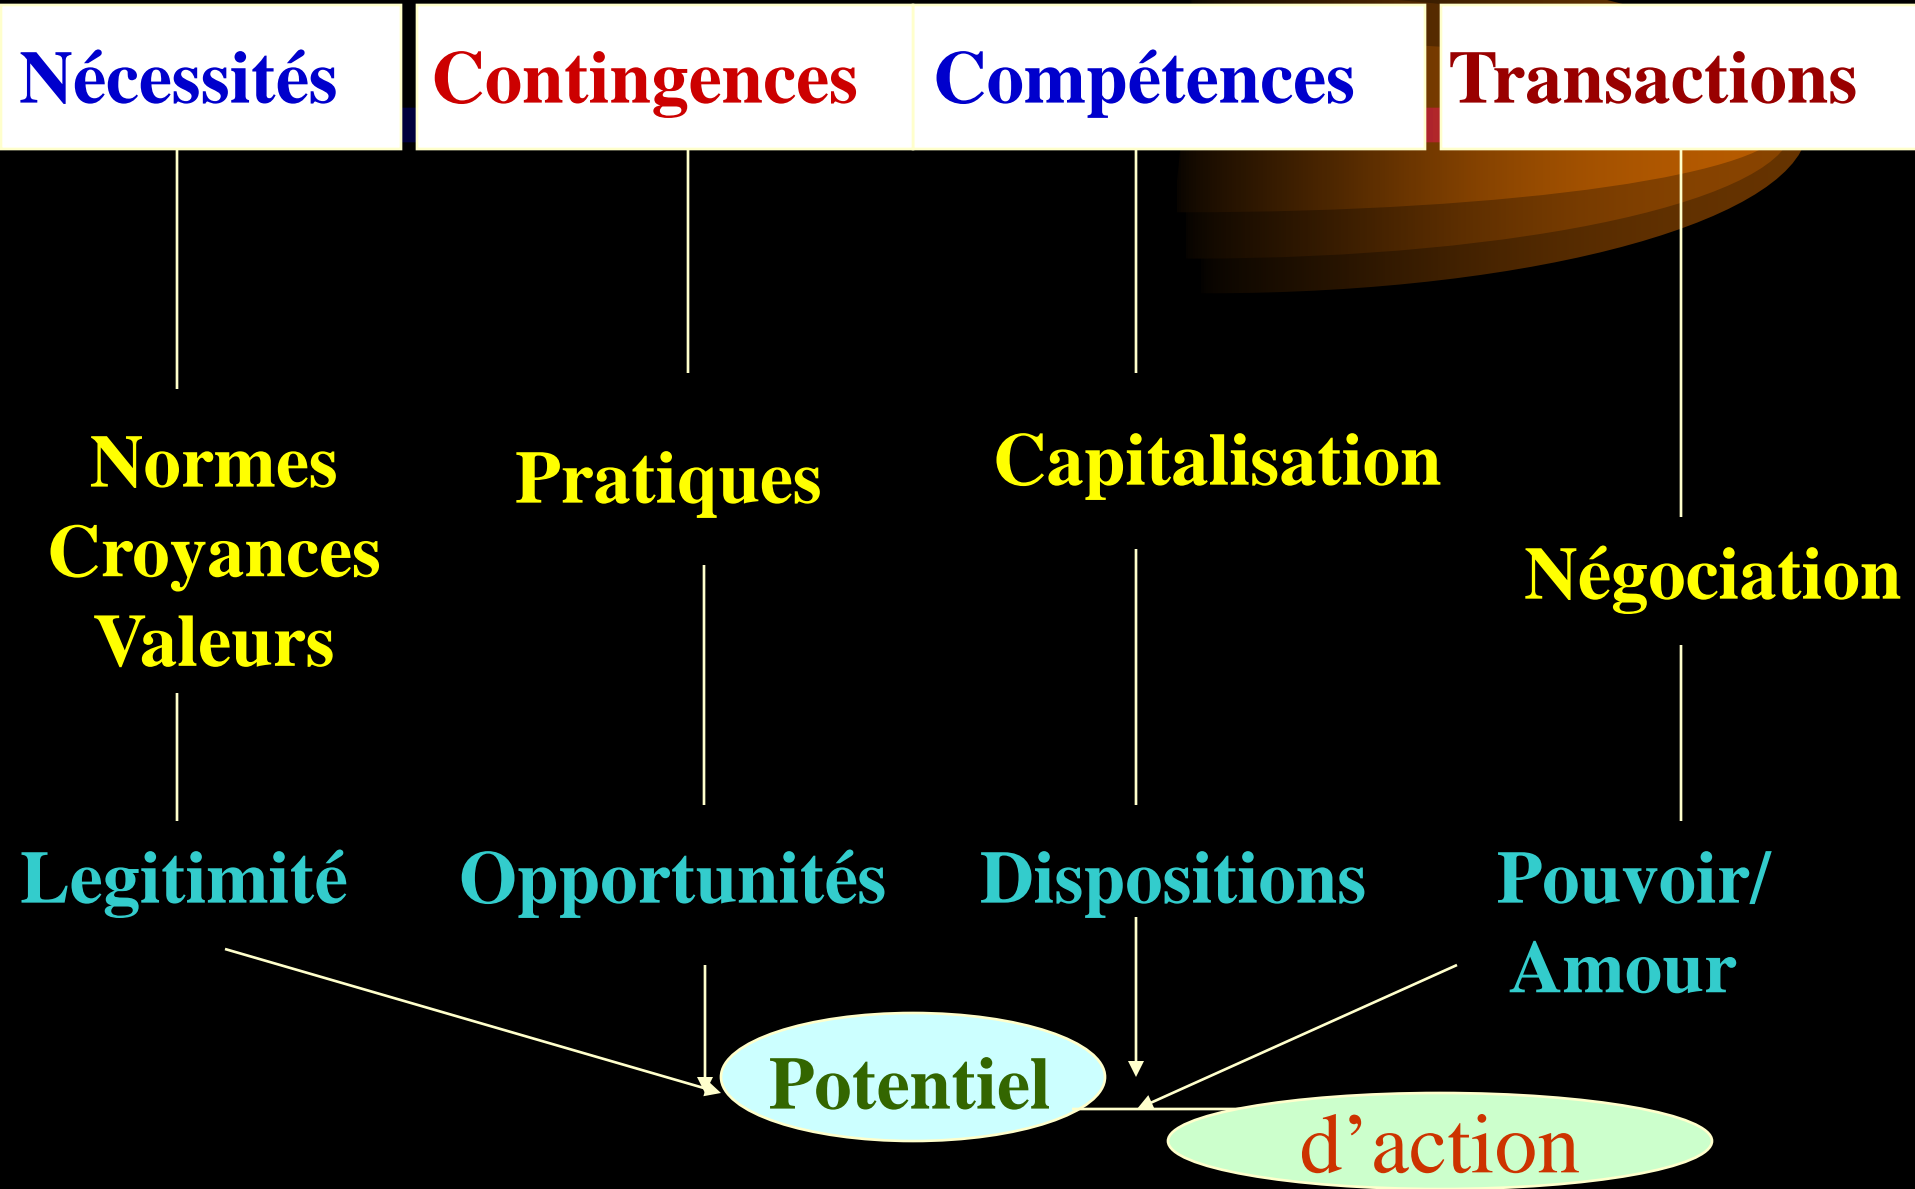 Nécessités
Contingences
Compétences
Transactions
Normes
Croyances
Valeurs
Pratiques
Capitalisation
Négociation
Legitimité
Opportunités
Dispositions
Pouvoir/
Amour
Potentiel
d’action